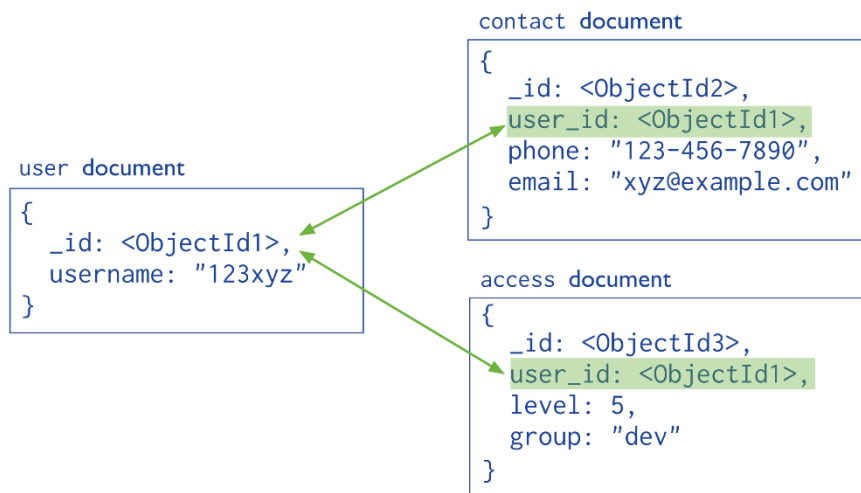 user document
{
  _id: <ObjectId1>,
  username: "123xyz"
}
contact document
{
  _id: <ObjectId2>,
  user_id: <ObjectId1>,
  phone: "123-456-7890",
  email: "xyz@example.com"
}
access document
{
  _id: <ObjectId3>,
  user_id: <ObjectId1>,
  level: 5,
  group: "dev"
}